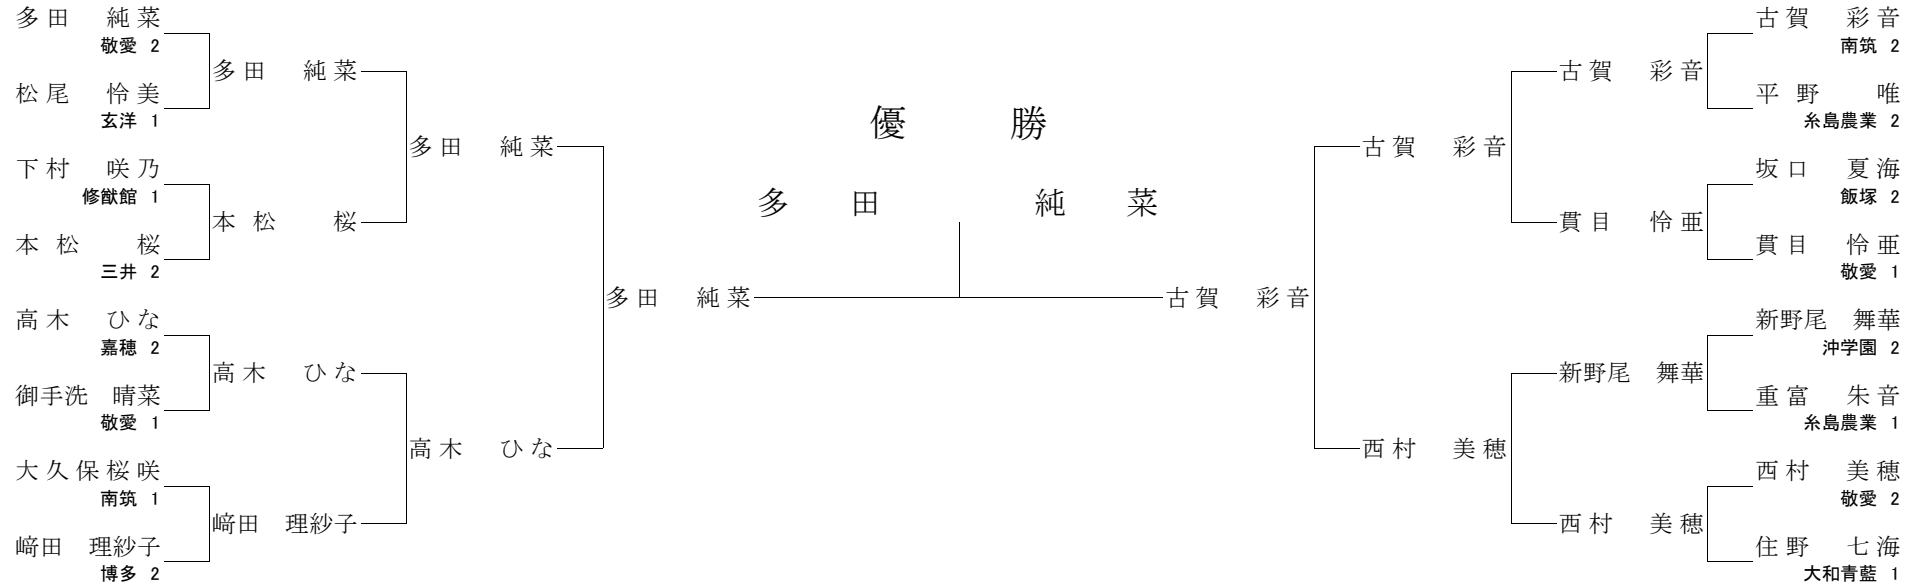 多田 純菜
敬愛 2
松尾 怜美
玄洋 1
下村 咲乃
修猷館 1
本松 桜
三井 2
高木 ひな
嘉穂 2
御手洗 晴菜
敬愛 1
大久保桜咲
南筑 1
﨑田 理紗子
博多 2
多田 純菜
本松 桜
高木 ひな
﨑田 理紗子
多田 純菜
高木 ひな
多田 純菜
優勝
多田 純菜
古賀 彩音
古賀 彩音
西村 美穂
古賀 彩音
貫目 怜亜
新野尾 舞華
西村 美穂
古賀 彩音
南筑 2
平野 唯
糸島農業 2
坂口 夏海
飯塚 2
貫目 怜亜
敬愛 1
新野尾 舞華
沖学園 2
重富 朱音
糸島農業 1
西村 美穂
敬愛 2
住野 七海
大和青藍 1